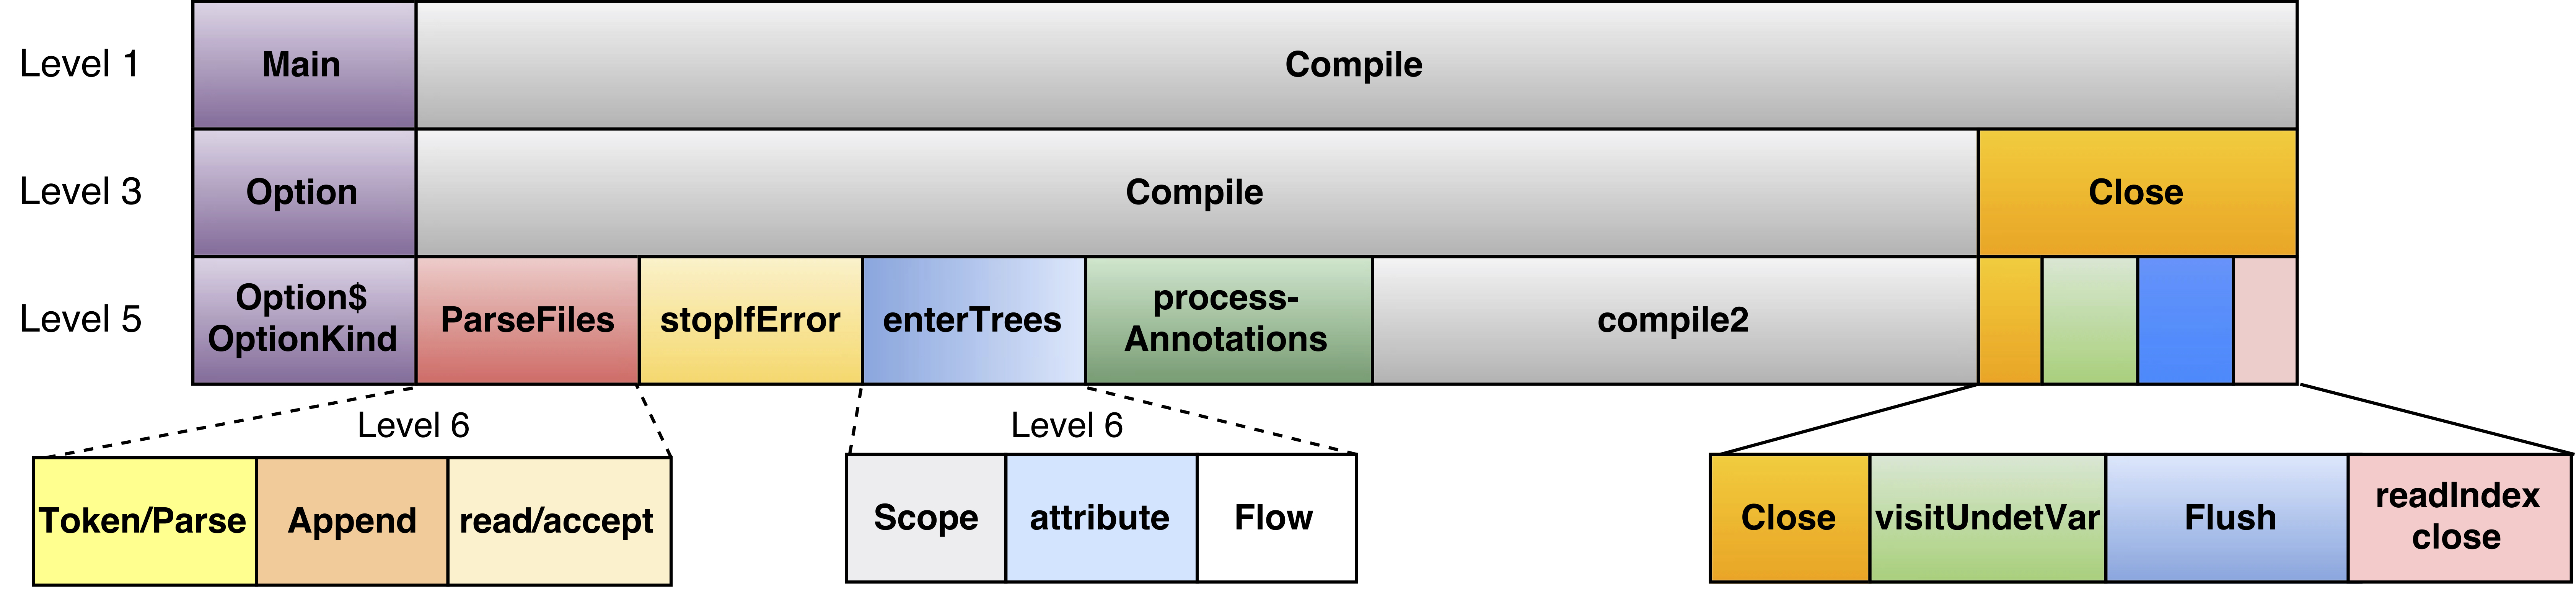 Level 1
Main
Compile
Level 3
Option
Compile
Close
Level 5
Option$
OptionKind
ParseFiles
stopIfError
enterTrees
process-
Annotations
compile2
Level 6
Level 6
Token/Parse
Append
read/accept
Scope
attribute
Flow
Close
visitUndetVar
Flush
readIndex
close